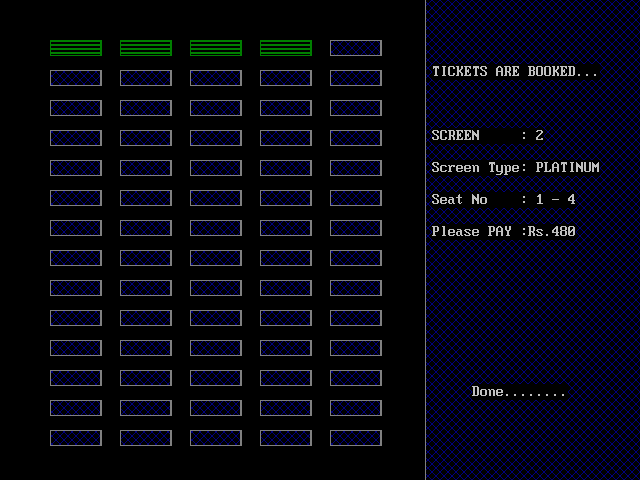 TICKETS ARE BOOKED...
SCREEN     : 2
Screen Type: PLATINUM
Seat No    : 1 - 4
Please PAY :Rs.480
Done........